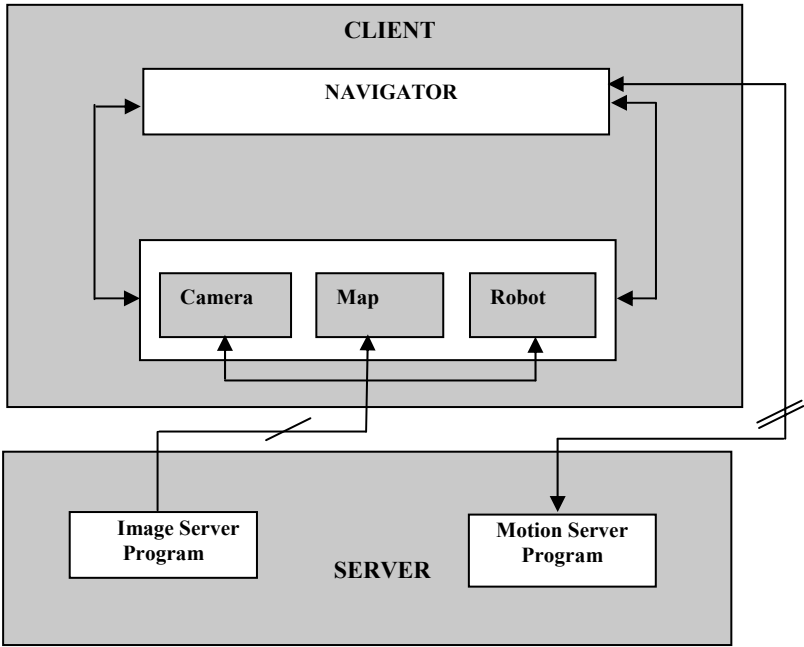 CLIENT
NAVIGATOR
Camera
Map
Robot
Image Server
Program
Motion Server
Program
SERVER